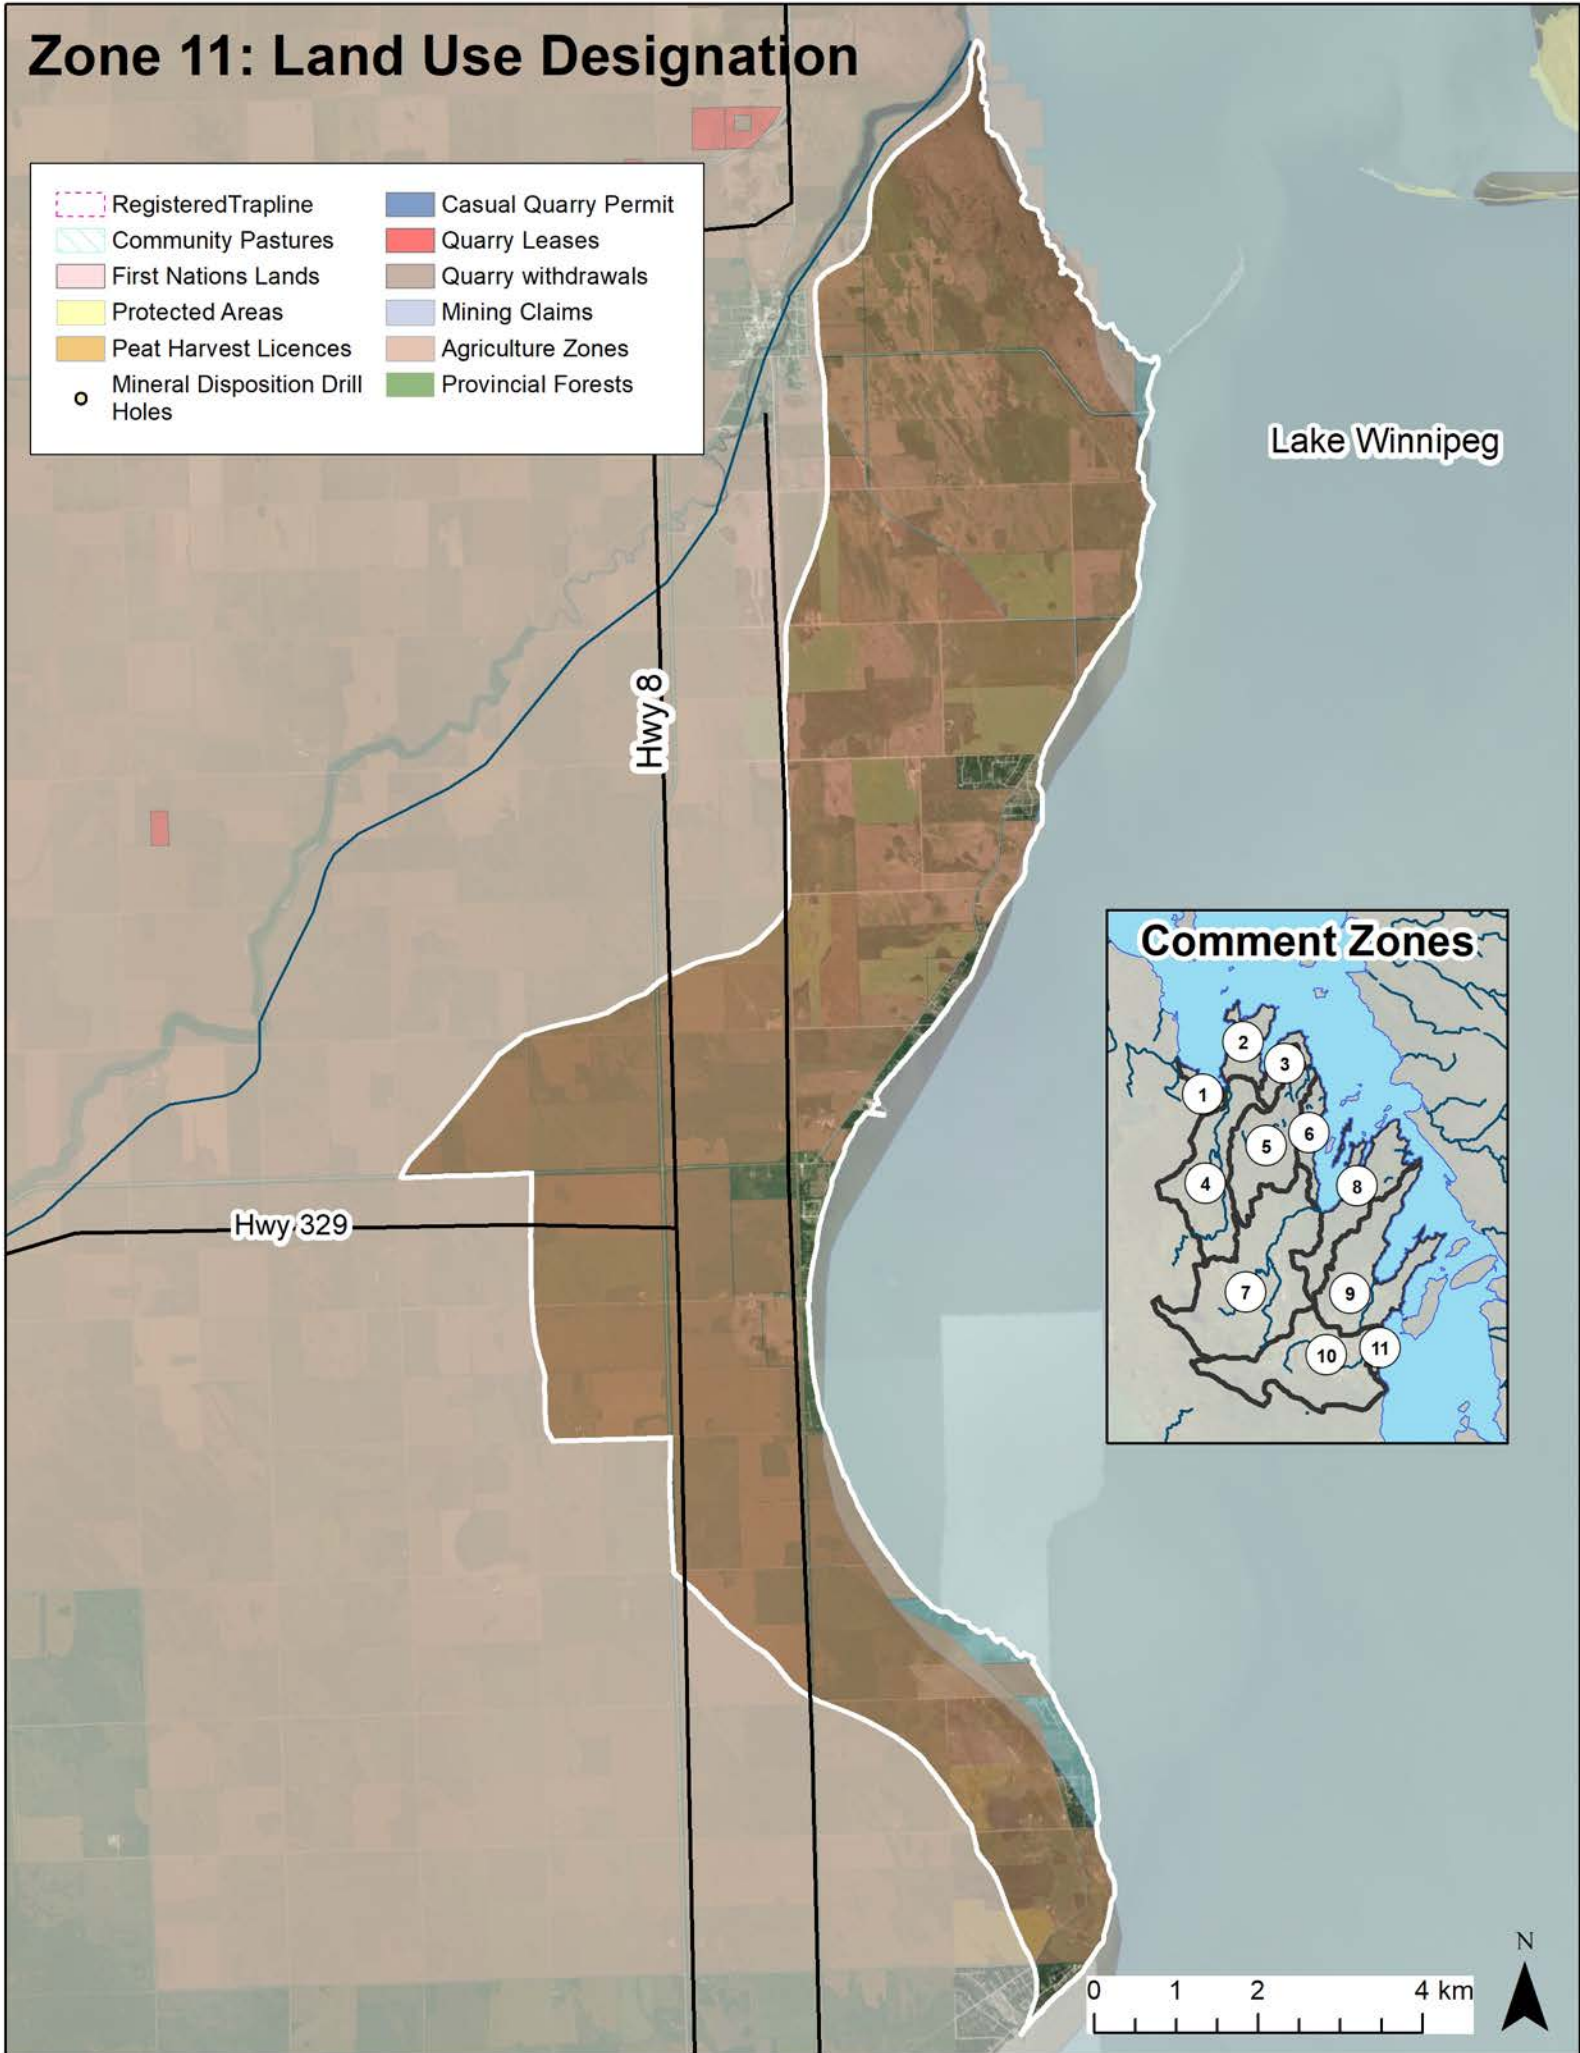 Zone 11: Land Use Designation
RegisteredTrapline
Community Pastures
First Nations Lands
Protected Areas
Peat Harvest Licences
Mineral Disposition Drill
Holes
Casual Quarry Permit
Quarry Leases
Quarry withdrawals
Mining Claims
Agriculture Zones
Provincial Forests
Lake Winnipeg
Hwy 8
Hwy 329
Comment Zones
2
3
1
6
5
4
8
7
9
11
10
N
0 1 2 4 km